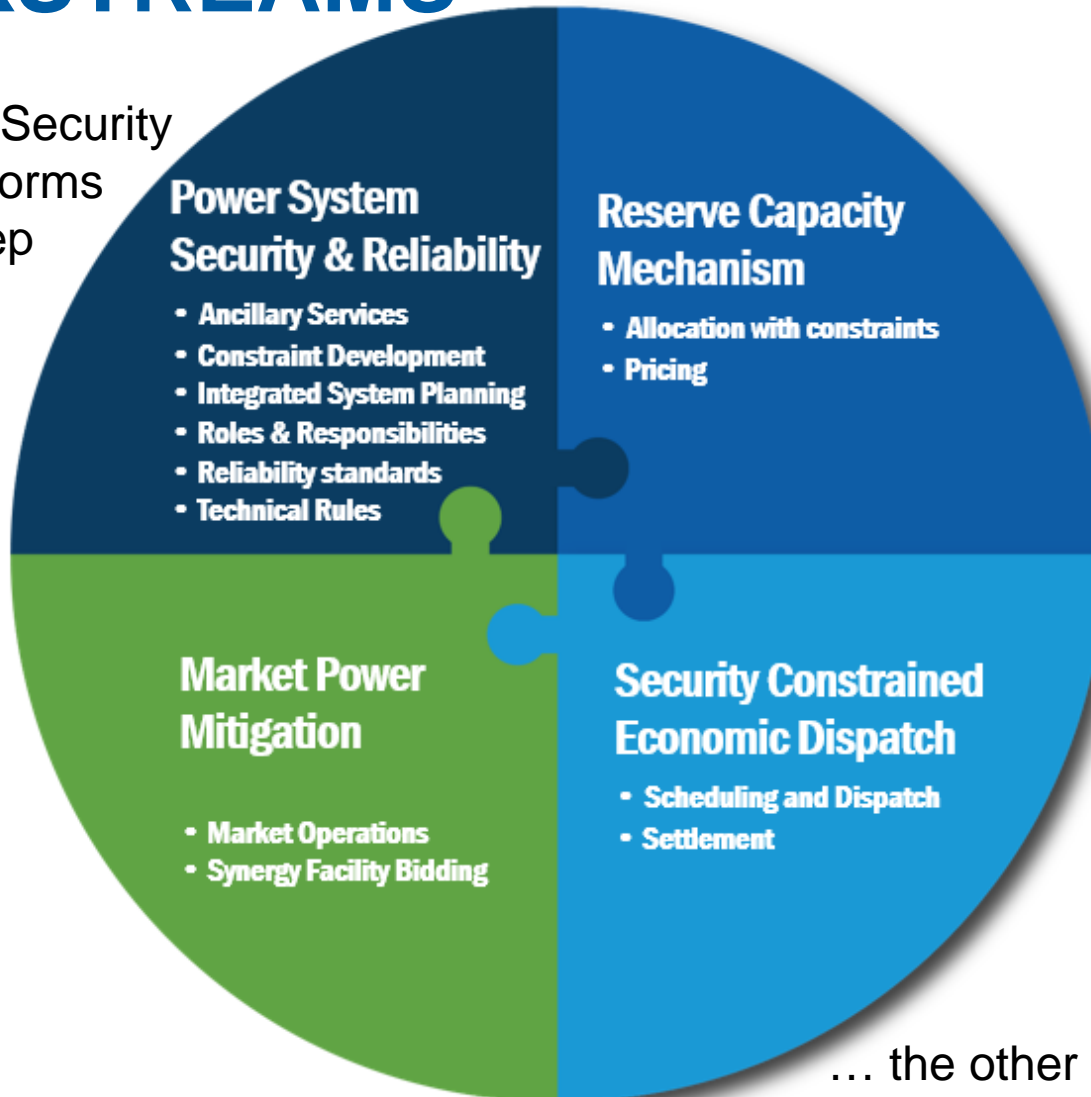 Security
Power System
Security & Reliability
• Ancillary Services
• Constraint Development
• Integrated System Planning
• Roles & Responsibilities
• Reliability standards
• Technical Rules
Reserve Capacity
Mechanism
• Allocation with constraints
• Pricing
Market Power
Mitigation
• Market Operations
• Synergy Facility Bidding
Security Constrained
Economic Dispatch
• Scheduling and Dispatch
• Settlement
… the other